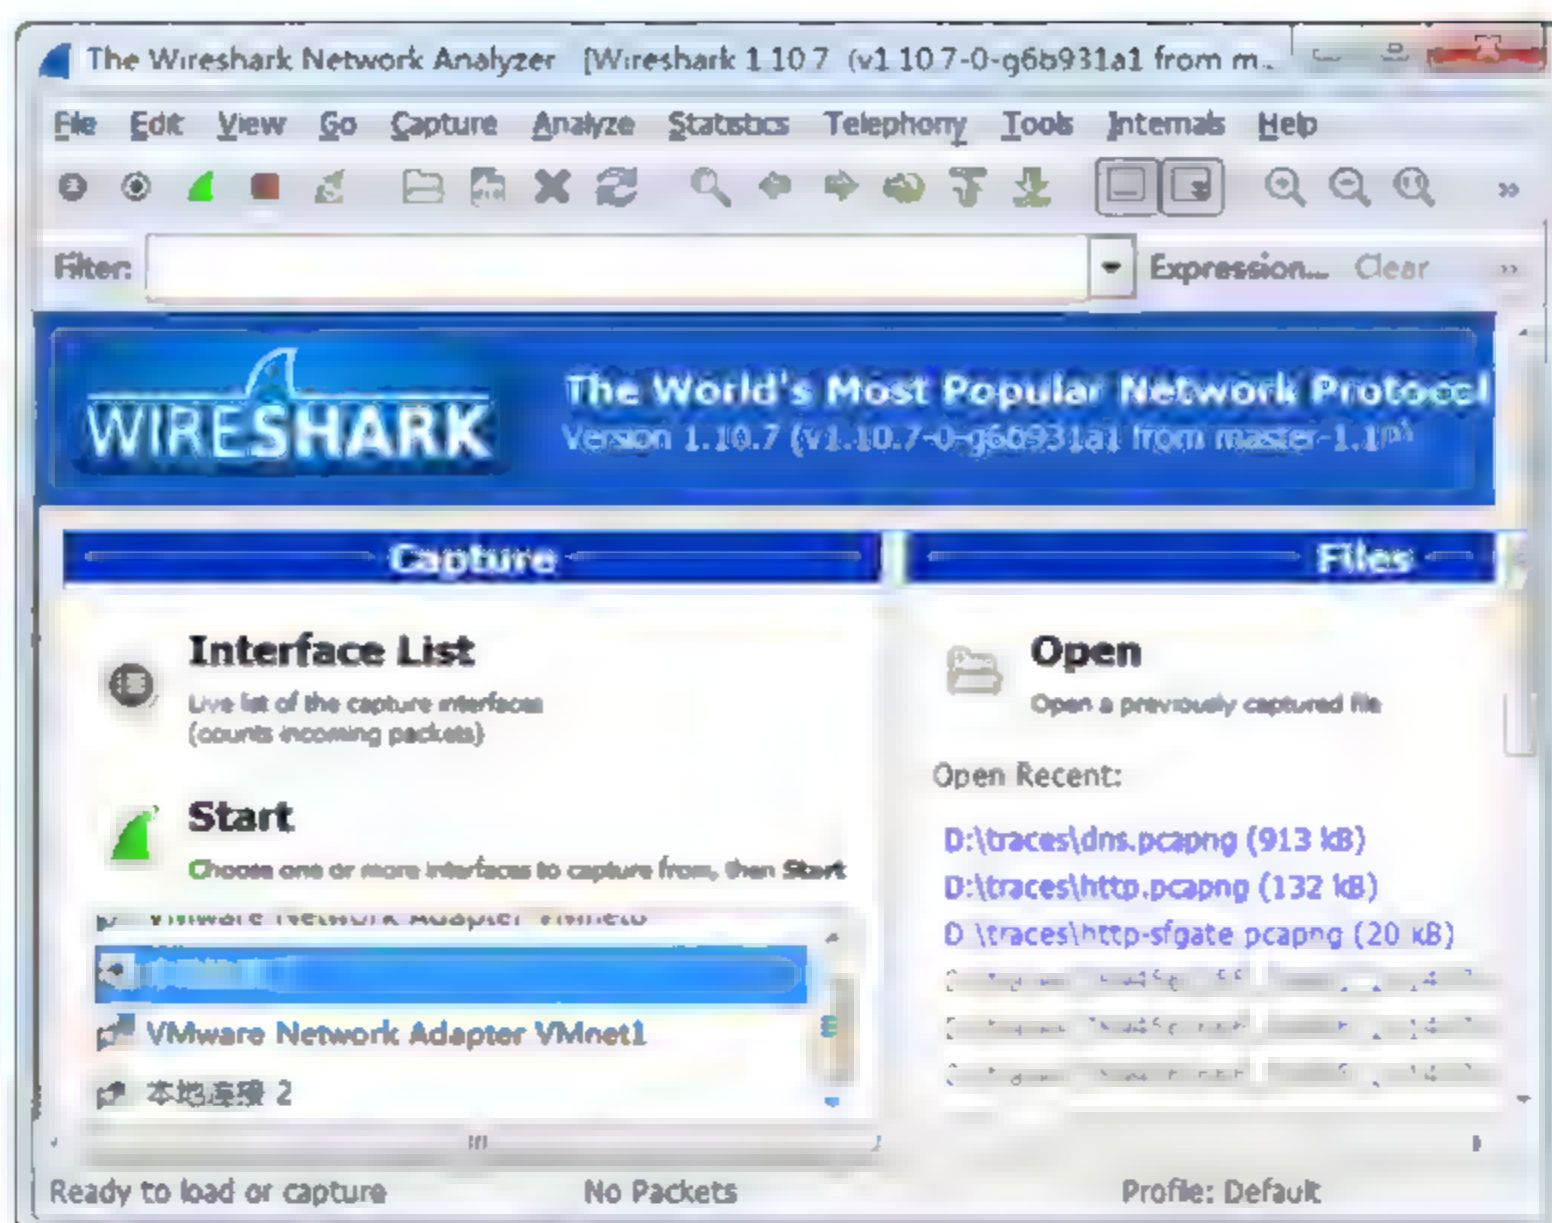 The Wireshark Network Analyzer [Wireshark 1.10.7 (v1.10.7-0-g6b931a1 from m...
File Edit View Go Capture Analyze Statistics Telephony Tools Internals Help
Filter: Expression... Clear
WIRESHARK
The World's Most Popular Network Protocol
Version 1.10.7 (v1.10.7-0-g6b931a1 from master-1.10)
Capture
Interface List
Live list of the capture interfaces
(counts incoming packets)
Start
Choose one or more interfaces to capture from, then Start
VMware Network Adapter
VMware Network Adapter VMnet1
本地连接 2
Files
Open
Open a previously captured file
Open Recent:
D:\traces\dns.pcapng (913 kB)
D:\traces\http.pcapng (132 kB)
D:\traces\http-sfgate.pcapng (20 kB)
Ready to load or capture
No Packets
Profile: Default